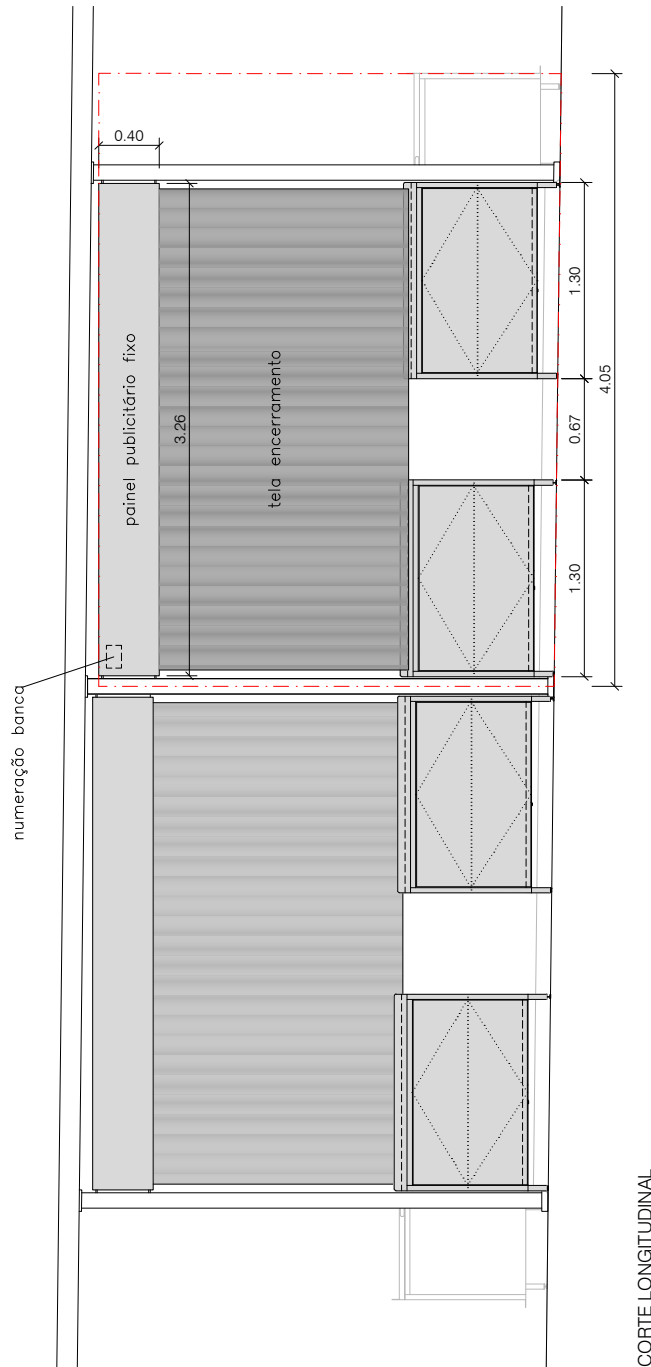 numeração banca
0.40
painel publicitário fixo
3.26
tela encerramento
1.30
0.67
1.30
4.05
CORTE LONGITUDINAL